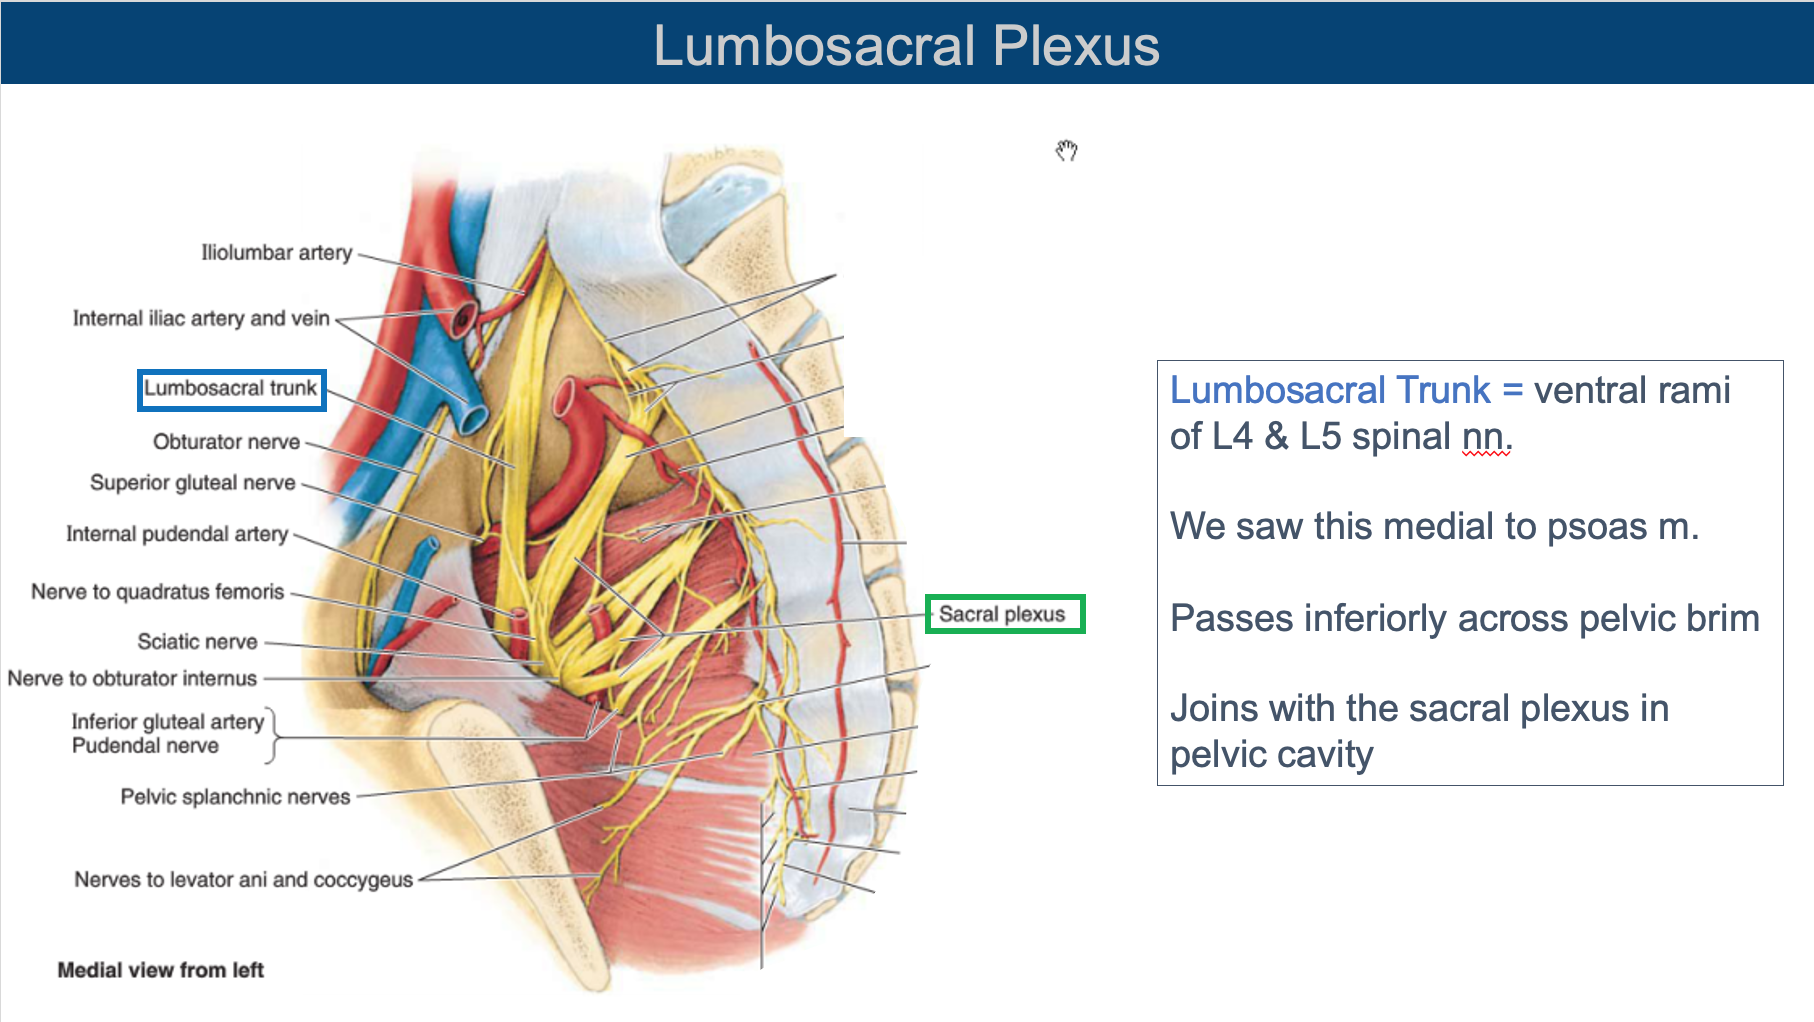 Lumbosacral Plexus
Iliolumbar artery
Internal iliac artery and vein
Lumbosacral trunk
Obturator nerve
Superior gluteal nerve
Internal pudendal artery
Nerve to quadratus femoris
Sciatic nerve
Nerve to obturator internus
Inferior gluteal artery
Pudendal nerve
Pelvic splanchnic nerves
Nerves to levator ani and coccygeus
Medial view from left
Sacral plexus
Lumbosacral Trunk = ventral rami
of L4 & L5 spinal nn.
We saw this medial to psoas m.
Passes inferiorly across pelvic brim
Joins with the sacral plexus in
pelvic cavity